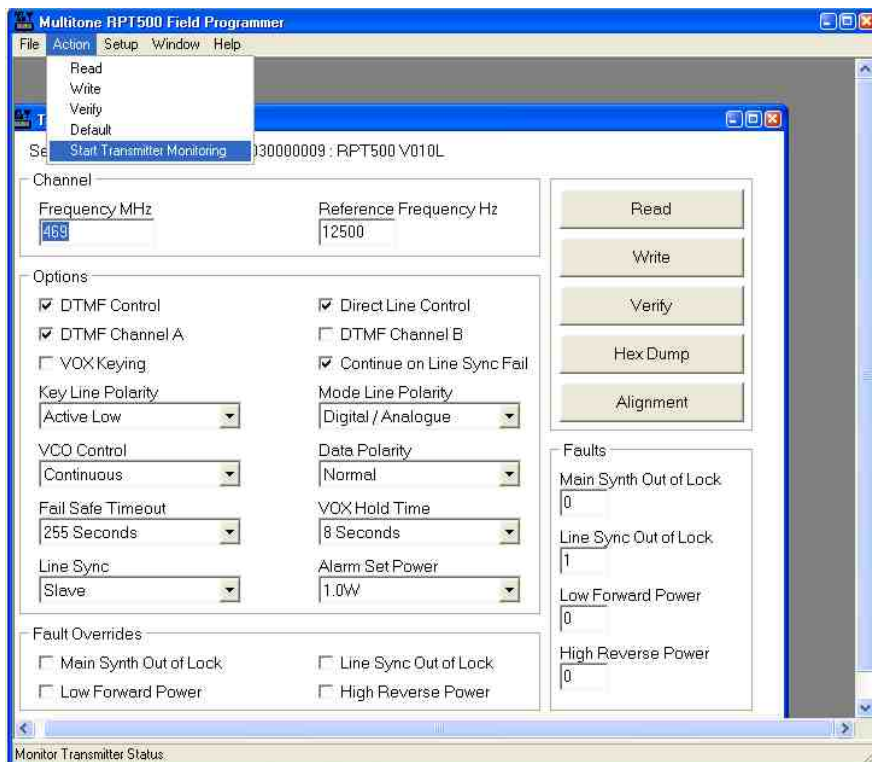 Multitone RPT500 Field Programmer
File Action Setup Window Help
Read
Write
Verify
Default
Start Transmitter Monitoring
T
Se
030000009 : RPT500 V010L
Channel
Frequency MHz
469
Reference Frequency Hz
12500
Options
DTMF Control
Direct Line Control
DTMF Channel A
DTMF Channel B
VOX Keying
Continue on Line Sync Fail
Key Line Polarity
Active Low
Mode Line Polarity
Digital / Analogue
VCO Control
Continuous
Data Polarity
Normal
Fail Safe Timeout
255 Seconds
VOX Hold Time
8 Seconds
Line Sync
Slave
Alarm Set Power
1.0W
Fault Overrides
Main Synth Out of Lock
Line Sync Out of Lock
Low Forward Power
High Reverse Power
Read
Write
Verify
Hex Dump
Alignment
Faults
Main Synth Out of Lock
0
Line Sync Out of Lock
1
Low Forward Power
0
High Reverse Power
0
Monitor Transmitter Status